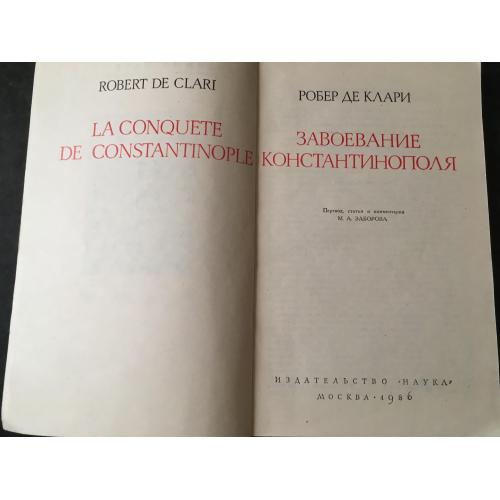 ROBERT DE CLARI
LA CONQUETE
DE CONSTANTINOPLE
РОБЕР ДЕ КЛАРИ
ЗАВОЕВАНИЕ
КОНСТАНТИНОПОЛЯ
Перевод, статья и комментарии
М. А. ЗАБОРОВА
ИЗДАТЕЛЬСТВО «НАУКА»
МОСКВА • 1986